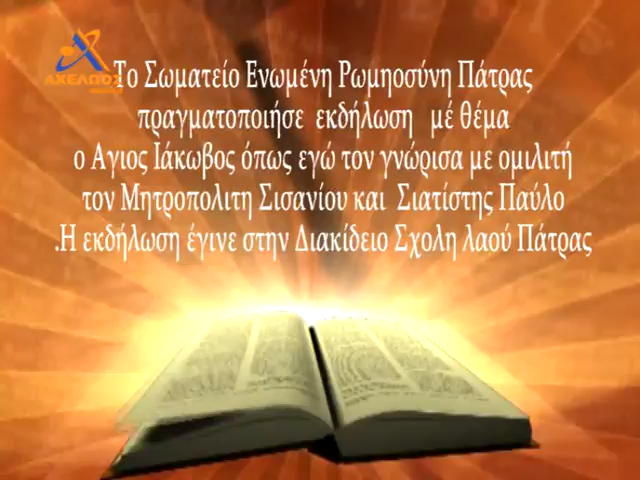 ΑΧΕΛΩΟΣ
Το Σωματείο Ενωμένη Ρωμηοσύνη Πάτρας
πραγματοποιήσε εκδήλωση μέ θέμα
ο Αγιος Ιάκωβος όπως εγώ τον γνώρισα με ομιλιτή
τον Μητροπολιτη Σισανίου και Σιατίστης Παύλο
.Η εκδήλωση έγινε στην Διακίδειο Σχολη λαού Πάτρας